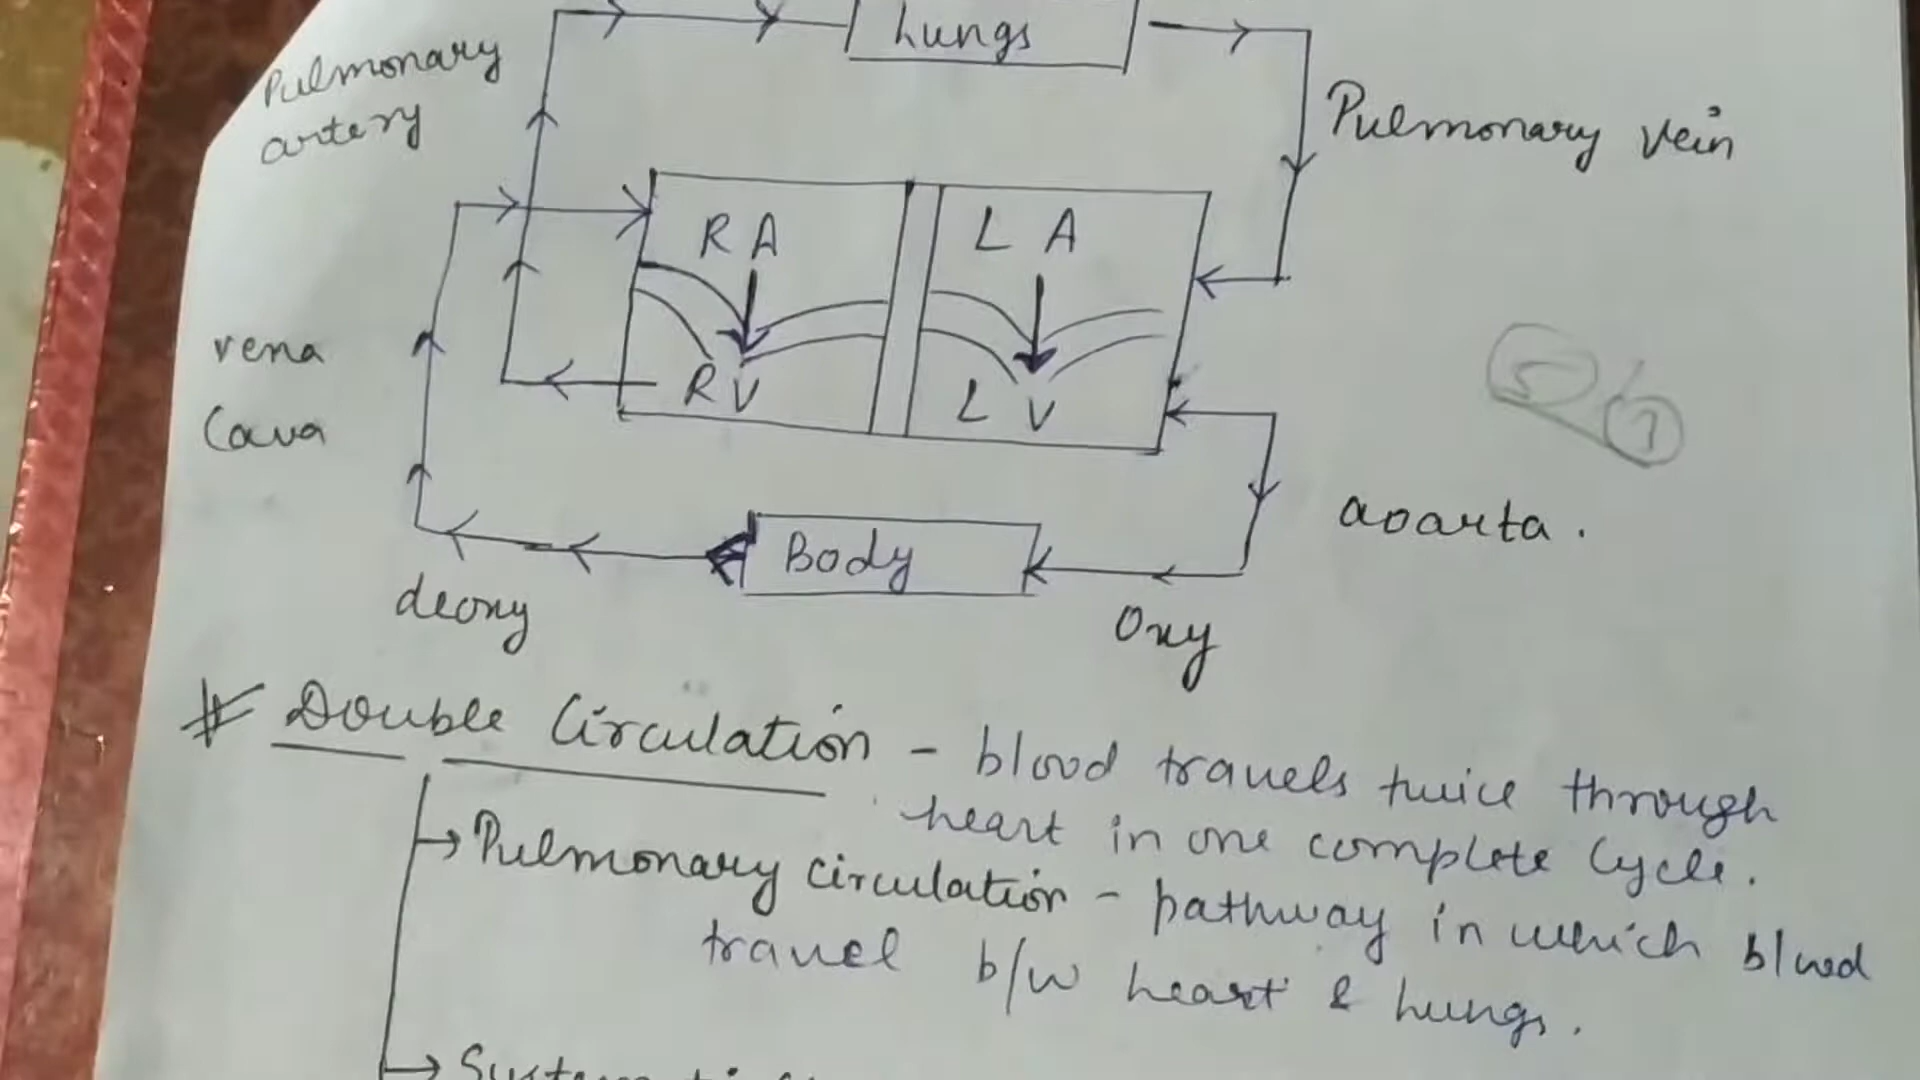 Lungs
Pulmonary
artery
Pulmonary vein
RA
LA
vena
Cava
RV
LV
aoarta.
Body
deoxy
Oxy
# Double Circulation - blood travels twice through
heart in one complete Cycle.
→ Pulmonary circulation - pathway in which blood
travel b/w heart & lungs.